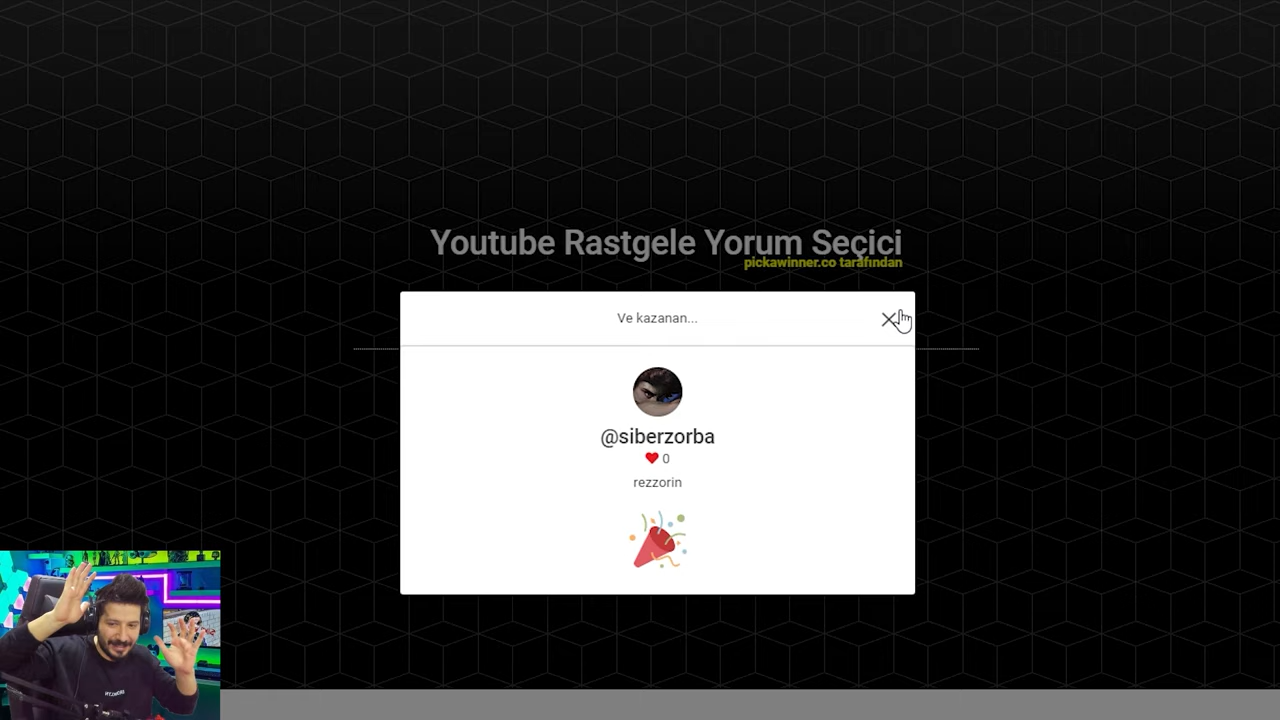 Youtube Rastgele Yorum Seçici
pickawinner.co tarafından
Ve kazanan...
@siberzorba
0
rezzorin